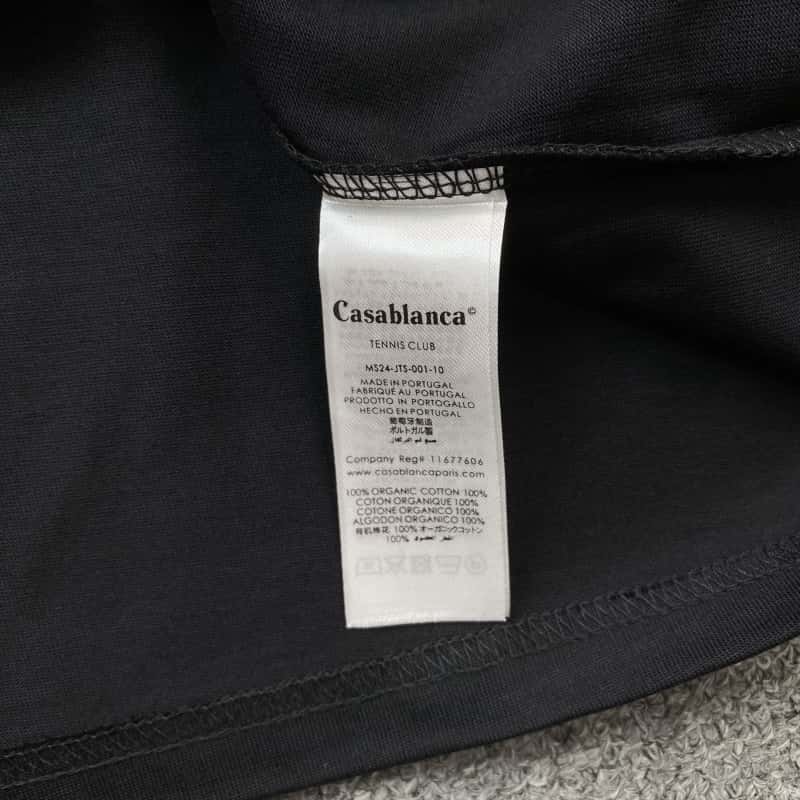 Casablanca©
TENNIS CLUB
MS24-JTS-001-10
MADE IN PORTUGAL
FABRIQUÉ AU PORTUGAL
PRODOTTO IN PORTOGALLO
HECHO EN PORTUGAL
葡萄牙制造
ポルトガル製
صنع في البرتغال
Company Reg# 11677606
www.casablancaparis.com
100% ORGANIC COTTON 100%
COTON ORGANIQUE 100%
COTONE ORGANICO 100%
ALGODON ORGANICO 100%
有机棉花 100% オーガニックコットン
100%